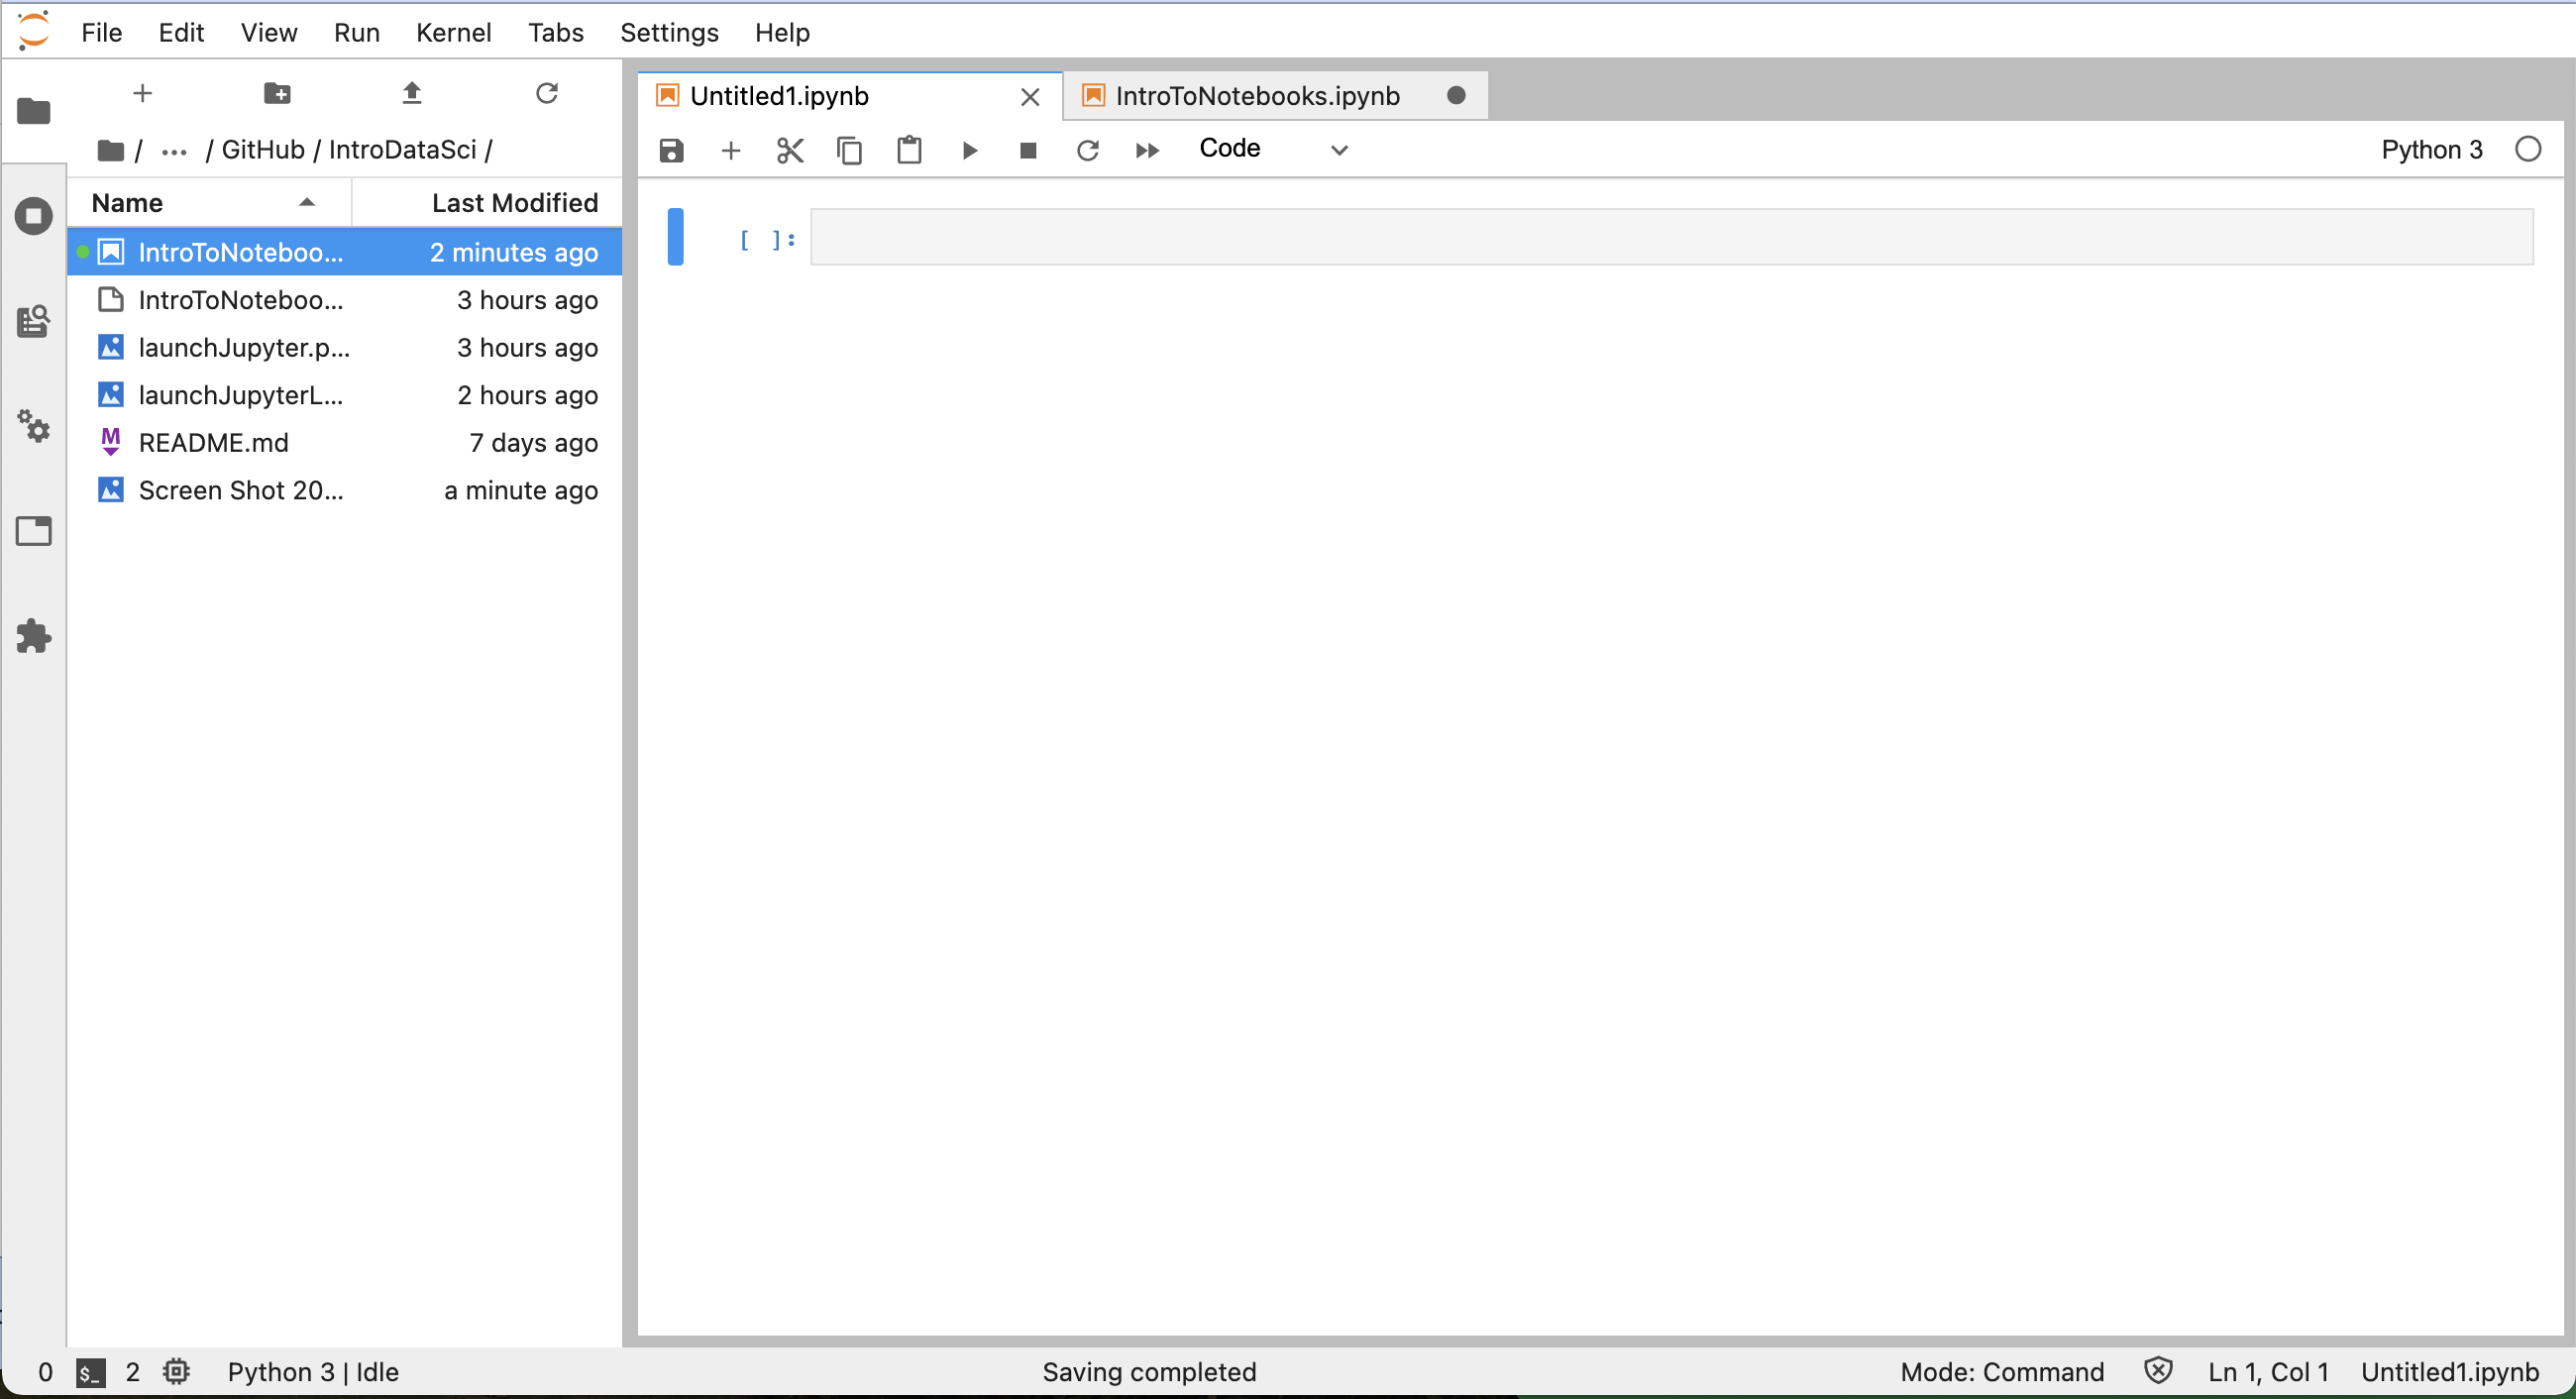 File Edit View Run Kernel Tabs Settings Help
/ ... / GitHub / IntroDataSci /
Name Last Modified
IntroToNoteboo... 2 minutes ago
IntroToNoteboo... 3 hours ago
launchJupyter.p... 3 hours ago
launchJupyterL... 2 hours ago
M README.md 7 days ago
Screen Shot 20... a minute ago
Untitled1.ipynb IntroToNotebooks.ipynb
Code Python 3
[ ]:
0 $_ 2 Python 3 | Idle Saving completed Mode: Command Ln 1, Col 1 Untitled1.ipynb